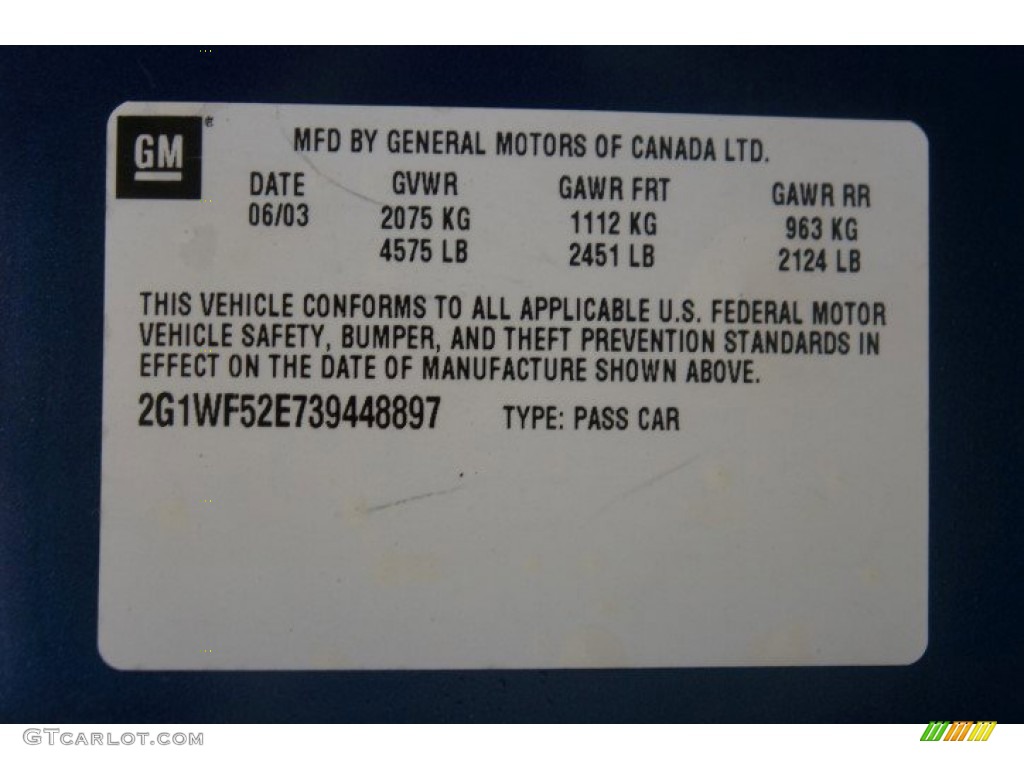 GM
MFD BY GENERAL MOTORS OF CANADA LTD.
DATE GVWR GAWR FRT GAWR RR
06/03 2075 KG 1112 KG 963 KG
4575 LB 2451 LB 2124 LB
THIS VEHICLE CONFORMS TO ALL APPLICABLE U.S. FEDERAL MOTOR
VEHICLE SAFETY, BUMPER, AND THEFT PREVENTION STANDARDS IN
EFFECT ON THE DATE OF MANUFACTURE SHOWN ABOVE.
2G1WF52E739448897 TYPE: PASS CAR
GTCARLOT.COM